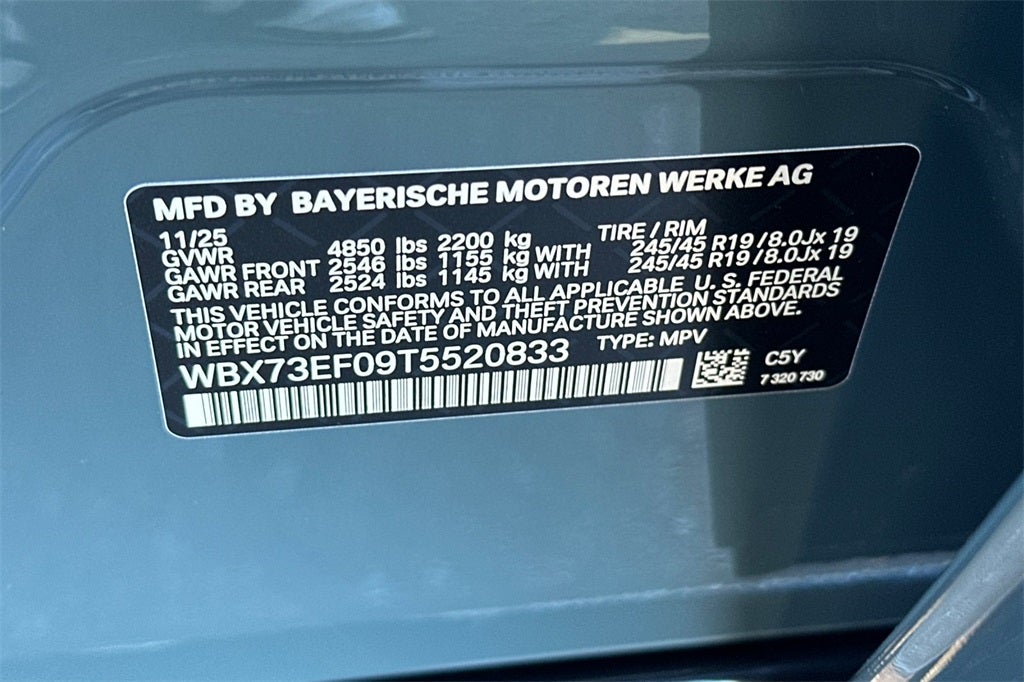 MFD BY BAYERISCHE MOTOREN WERKE AG
11/25 TIRE / RIM
GVWR 4850 lbs 2200 kg
GAWR FRONT 2546 lbs 1155 kg WITH 245/45 R19 / 8.0Jx 19
GAWR REAR 2524 lbs 1145 kg WITH 245/45 R19 / 8.0Jx 19
THIS VEHICLE CONFORMS TO ALL APPLICABLE U. S. FEDERAL
MOTOR VEHICLE SAFETY AND THEFT PREVENTION STANDARDS
IN EFFECT ON THE DATE OF MANUFACTURE SHOWN ABOVE.
WBX73EF09T5520833 TYPE: MPV
C5Y
7 320 730